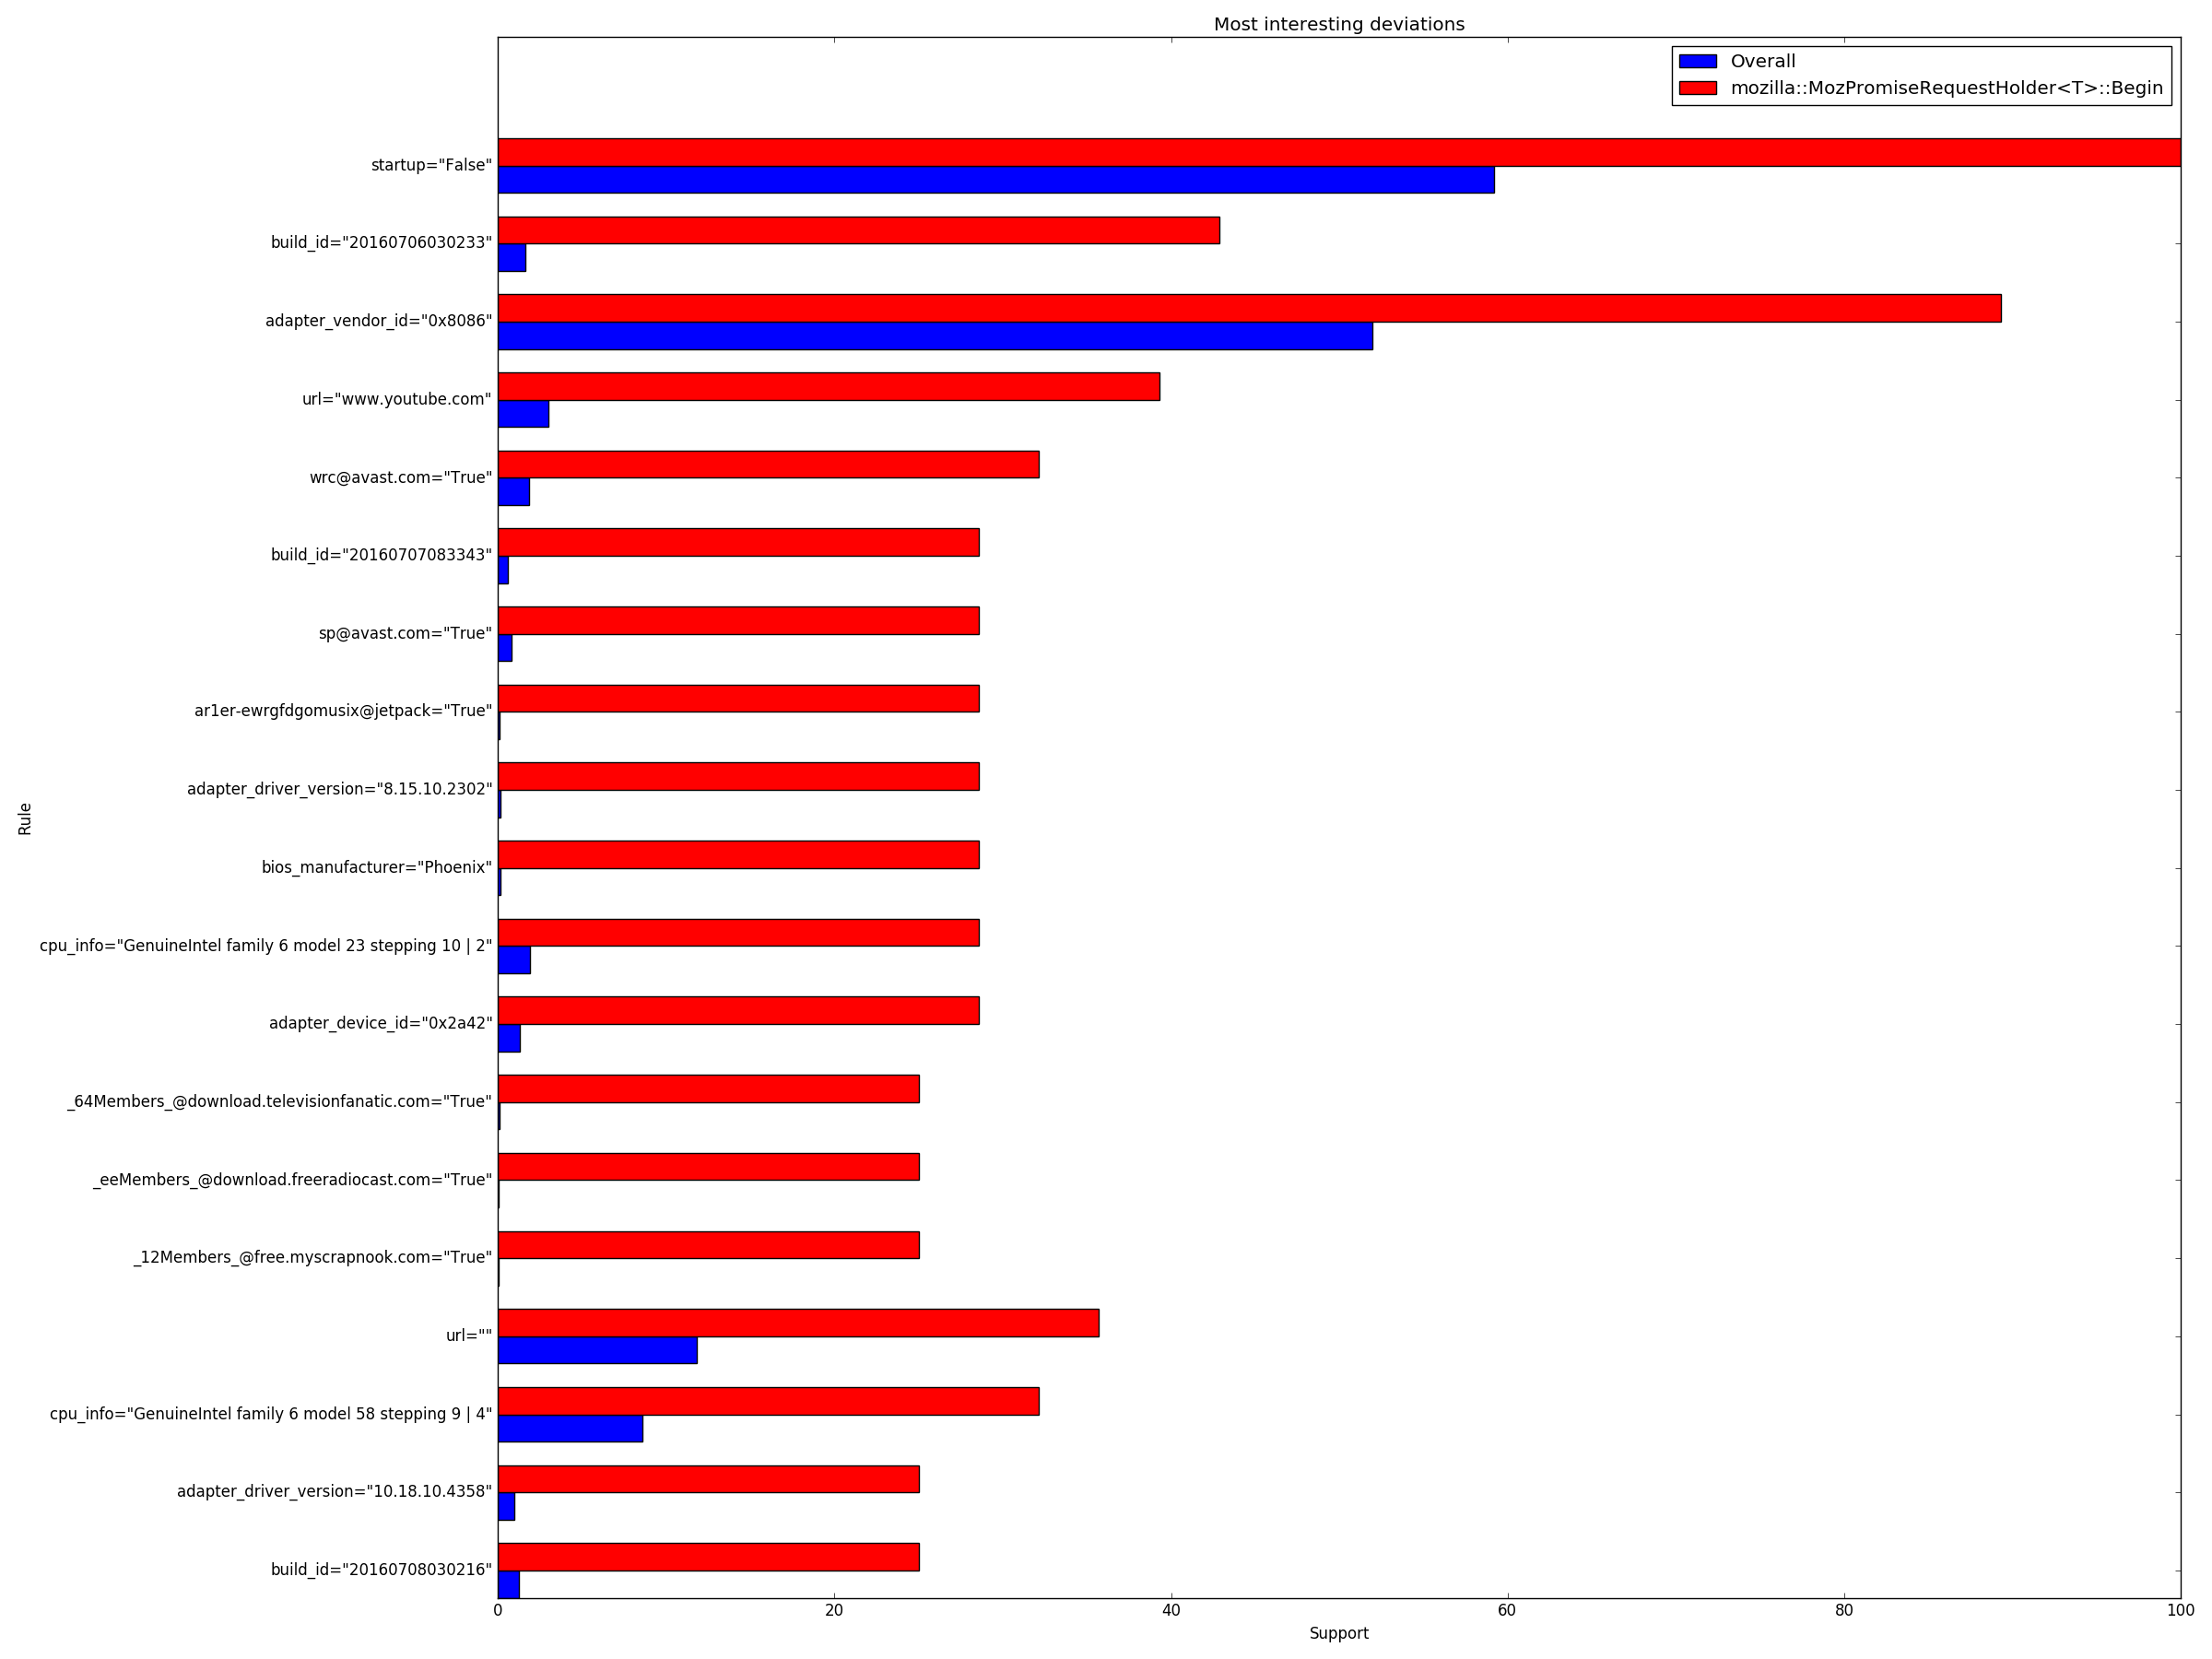 Most interesting deviations
Overall
mozilla::MozPromiseRequestHolder<T>::Begin
startup="False"
build_id="20160706030233"
adapter_vendor_id="0x8086"
url="www.youtube.com"
wrc@avast.com="True"
build_id="20160707083343"
sp@avast.com="True"
ar1er-ewrgfdgomusix@jetpack="True"
adapter_driver_version="8.15.10.2302"
bios_manufacturer="Phoenix"
cpu_info="GenuineIntel family 6 model 23 stepping 10 | 2"
adapter_device_id="0x2a42"
_64Members_@download.televisionfanatic.com="True"
_eeMembers_@download.freeradiocast.com="True"
_12Members_@free.myscrapnook.com="True"
url=""
cpu_info="GenuineIntel family 6 model 58 stepping 9 | 4"
adapter_driver_version="10.18.10.4358"
build_id="20160708030216"
Rule
0 20 40 60 80 100
Support